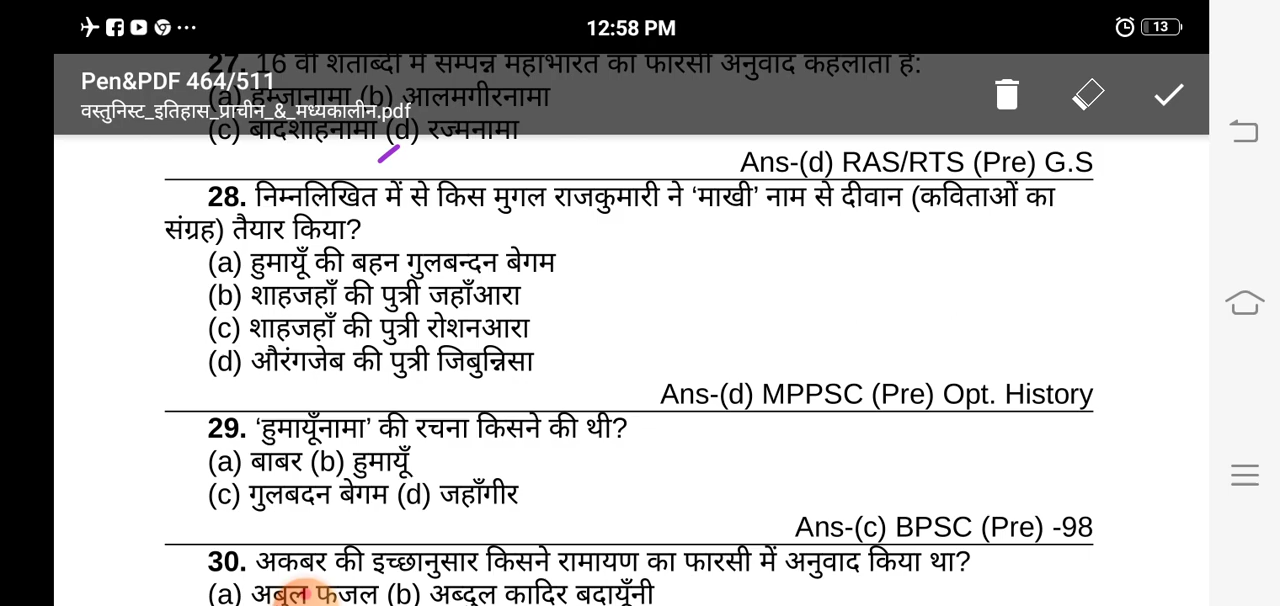 12:58 PM
13
27. 16 वी शताब्दी में सम्पन्न महाभारत का फारसी अनुवाद कहलाता है:
Pen&PDF 464/511
(a) हम्जानामा (b) आलमगीरनामा
वस्तुनिस्ट_इतिहास_प्राचीन_&_मध्यकालीन.pdf
(c) बादशाहनामा (d) रज्मनामा
Ans-(d) RAS/RTS (Pre) G.S
28. निम्नलिखित में से किस मुगल राजकुमारी ने ‘माखी’ नाम से दीवान (कविताओं का
संग्रह) तैयार किया?
(a) हुमायूँ की बहन गुलबन्दन बेगम
(b) शाहजहाँ की पुत्री जहाँआरा
(c) शाहजहाँ की पुत्री रोशनआरा
(d) औरंगजेब की पुत्री जिबुन्निसा
Ans-(d) MPPSC (Pre) Opt. History
29. ‘हुमायूँनामा’ की रचना किसने की थी?
(a) बाबर (b) हुमायूँ
(c) गुलबदन बेगम (d) जहाँगीर
Ans-(c) BPSC (Pre) -98
30. अकबर की इच्छानुसार किसने रामायण का फारसी में अनुवाद किया था?
(a) अबुल फजल (b) अब्दुल कादिर बदायूँनी